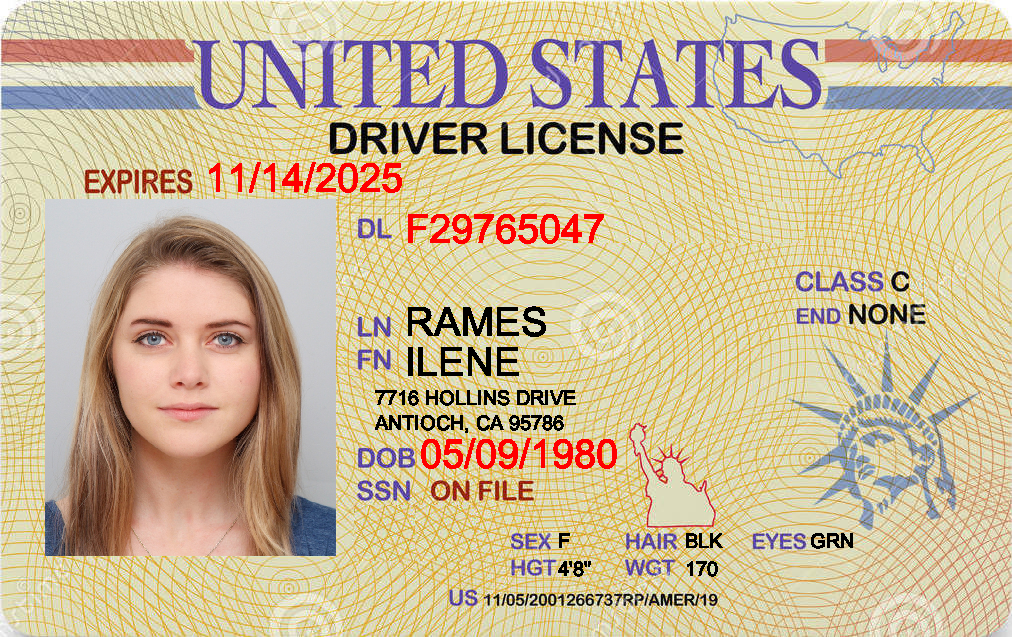 UNITED STATES
DRIVER LICENSE
EXPIRES 11/14/2025
DL F29765047
CLASS C
END NONE
LN RAMES
FN ILENE
7716 HOLLINS DRIVE
ANTIOCH, CA 95786
DOB 05/09/1980
SSN ON FILE
SEX F HAIR BLK EYES GRN
HGT 4'8" WGT 170
US 11/05/2001266737RP/AMER/19